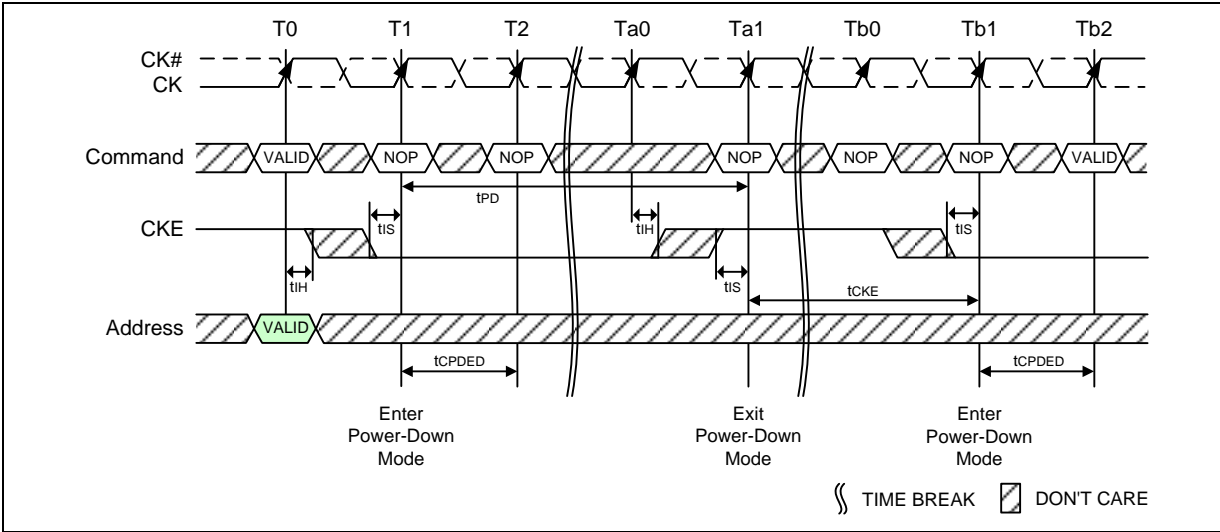 T0 T1 T2 Ta0 Ta1 Tb0 Tb1 Tb2
CK#
CK
Command VALID NOP NOP NOP NOP NOP VALID
tPD
CKE tIS tIH tIS
tIH tIS tCKE
Address VALID
tCPDED tCPDED
Enter
Power-Down
Mode
Exit
Power-Down
Mode
Enter
Power-Down
Mode
TIME BREAK DON'T CARE